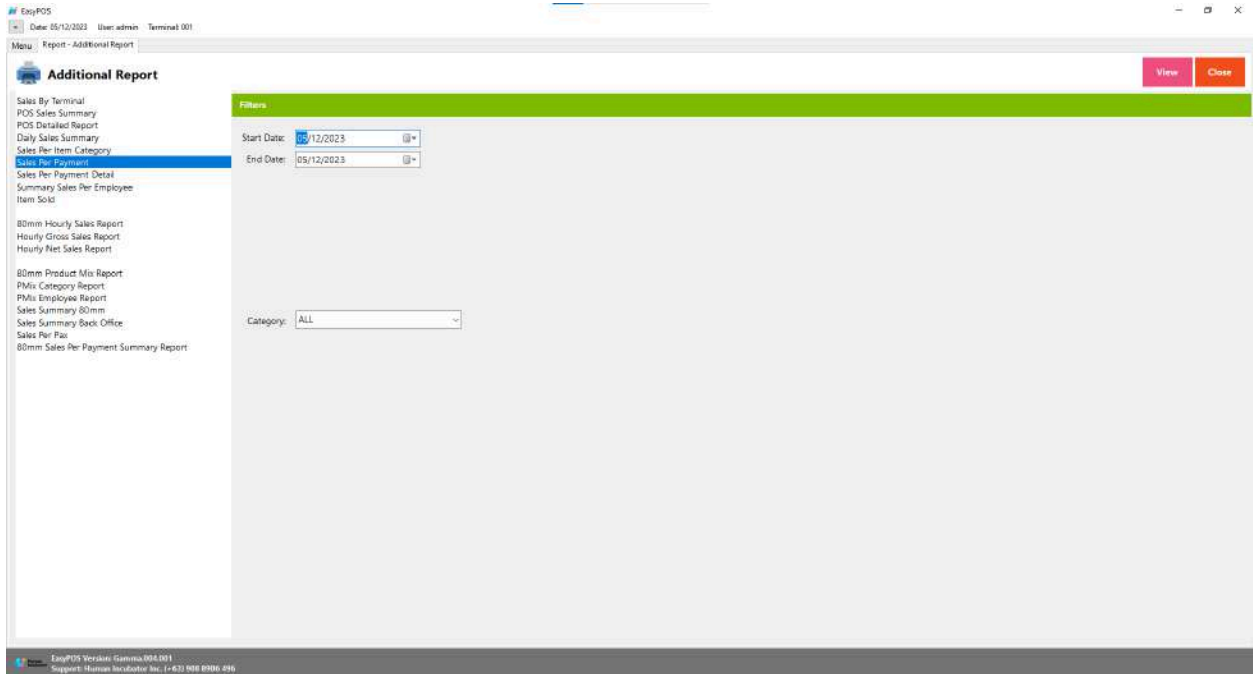 EasyPOS
Date: 05/12/2023 User: admin Terminal: 001
Menu Report - Additional Report
Additional Report
View Close
Sales By Terminal
POS Sales Summary
POS Detailed Report
Daily Sales Summary
Sales Per Item Category
Sales Per Payment
Sales Per Payment Detail
Summary Sales Per Employee
Item Sold
80mm Hourly Sales Report
Hourly Gross Sales Report
Hourly Net Sales Report
80mm Product Mix Report
PMix Category Report
PMix Employee Report
Sales Summary 80mm
Sales Summary Back Office
Sales Per Pax
80mm Sales Per Payment Summary Report
Filters
Start Date: 05/12/2023
End Date: 05/12/2023
Category: ALL
EasyPOS Version: Gamma.004.001
Support: Human Incubator Inc. (+63) 908 8906 496